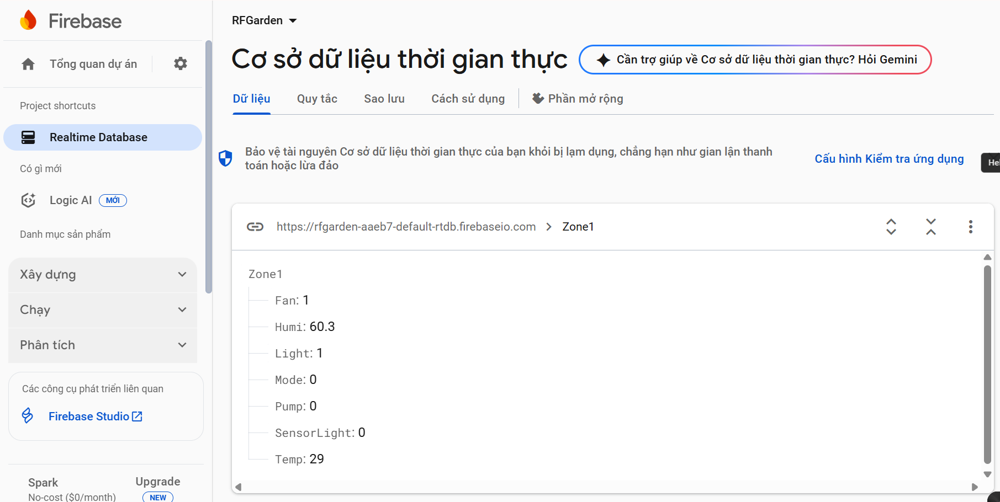 Firebase
Tổng quan dự án
Project shortcuts
Realtime Database
Có gì mới
Logic AI MỚI
Danh mục sản phẩm
Xây dựng
Chạy
Phân tích
Các công cụ phát triển liên quan
Firebase Studio
Spark
No-cost ($0/month)
Upgrade
NEW
RFGarden
Cơ sở dữ liệu thời gian thực
Cần trợ giúp về Cơ sở dữ liệu thời gian thực? Hỏi Gemini
Dữ liệu Quy tắc Sao lưu Cách sử dụng Phần mở rộng
Bảo vệ tài nguyên Cơ sở dữ liệu thời gian thực của bạn khỏi bị lạm dụng, chẳng hạn như gian lận thanh
toán hoặc lừa đảo
Cấu hình Kiểm tra ứng dụng
https://rfgarden-aaeb7-default-rtdb.firebaseio.com > Zone1
Zone1
Fan: 1
Humi: 60.3
Light: 1
Mode: 0
Pump: 0
SensorLight: 0
Temp: 29